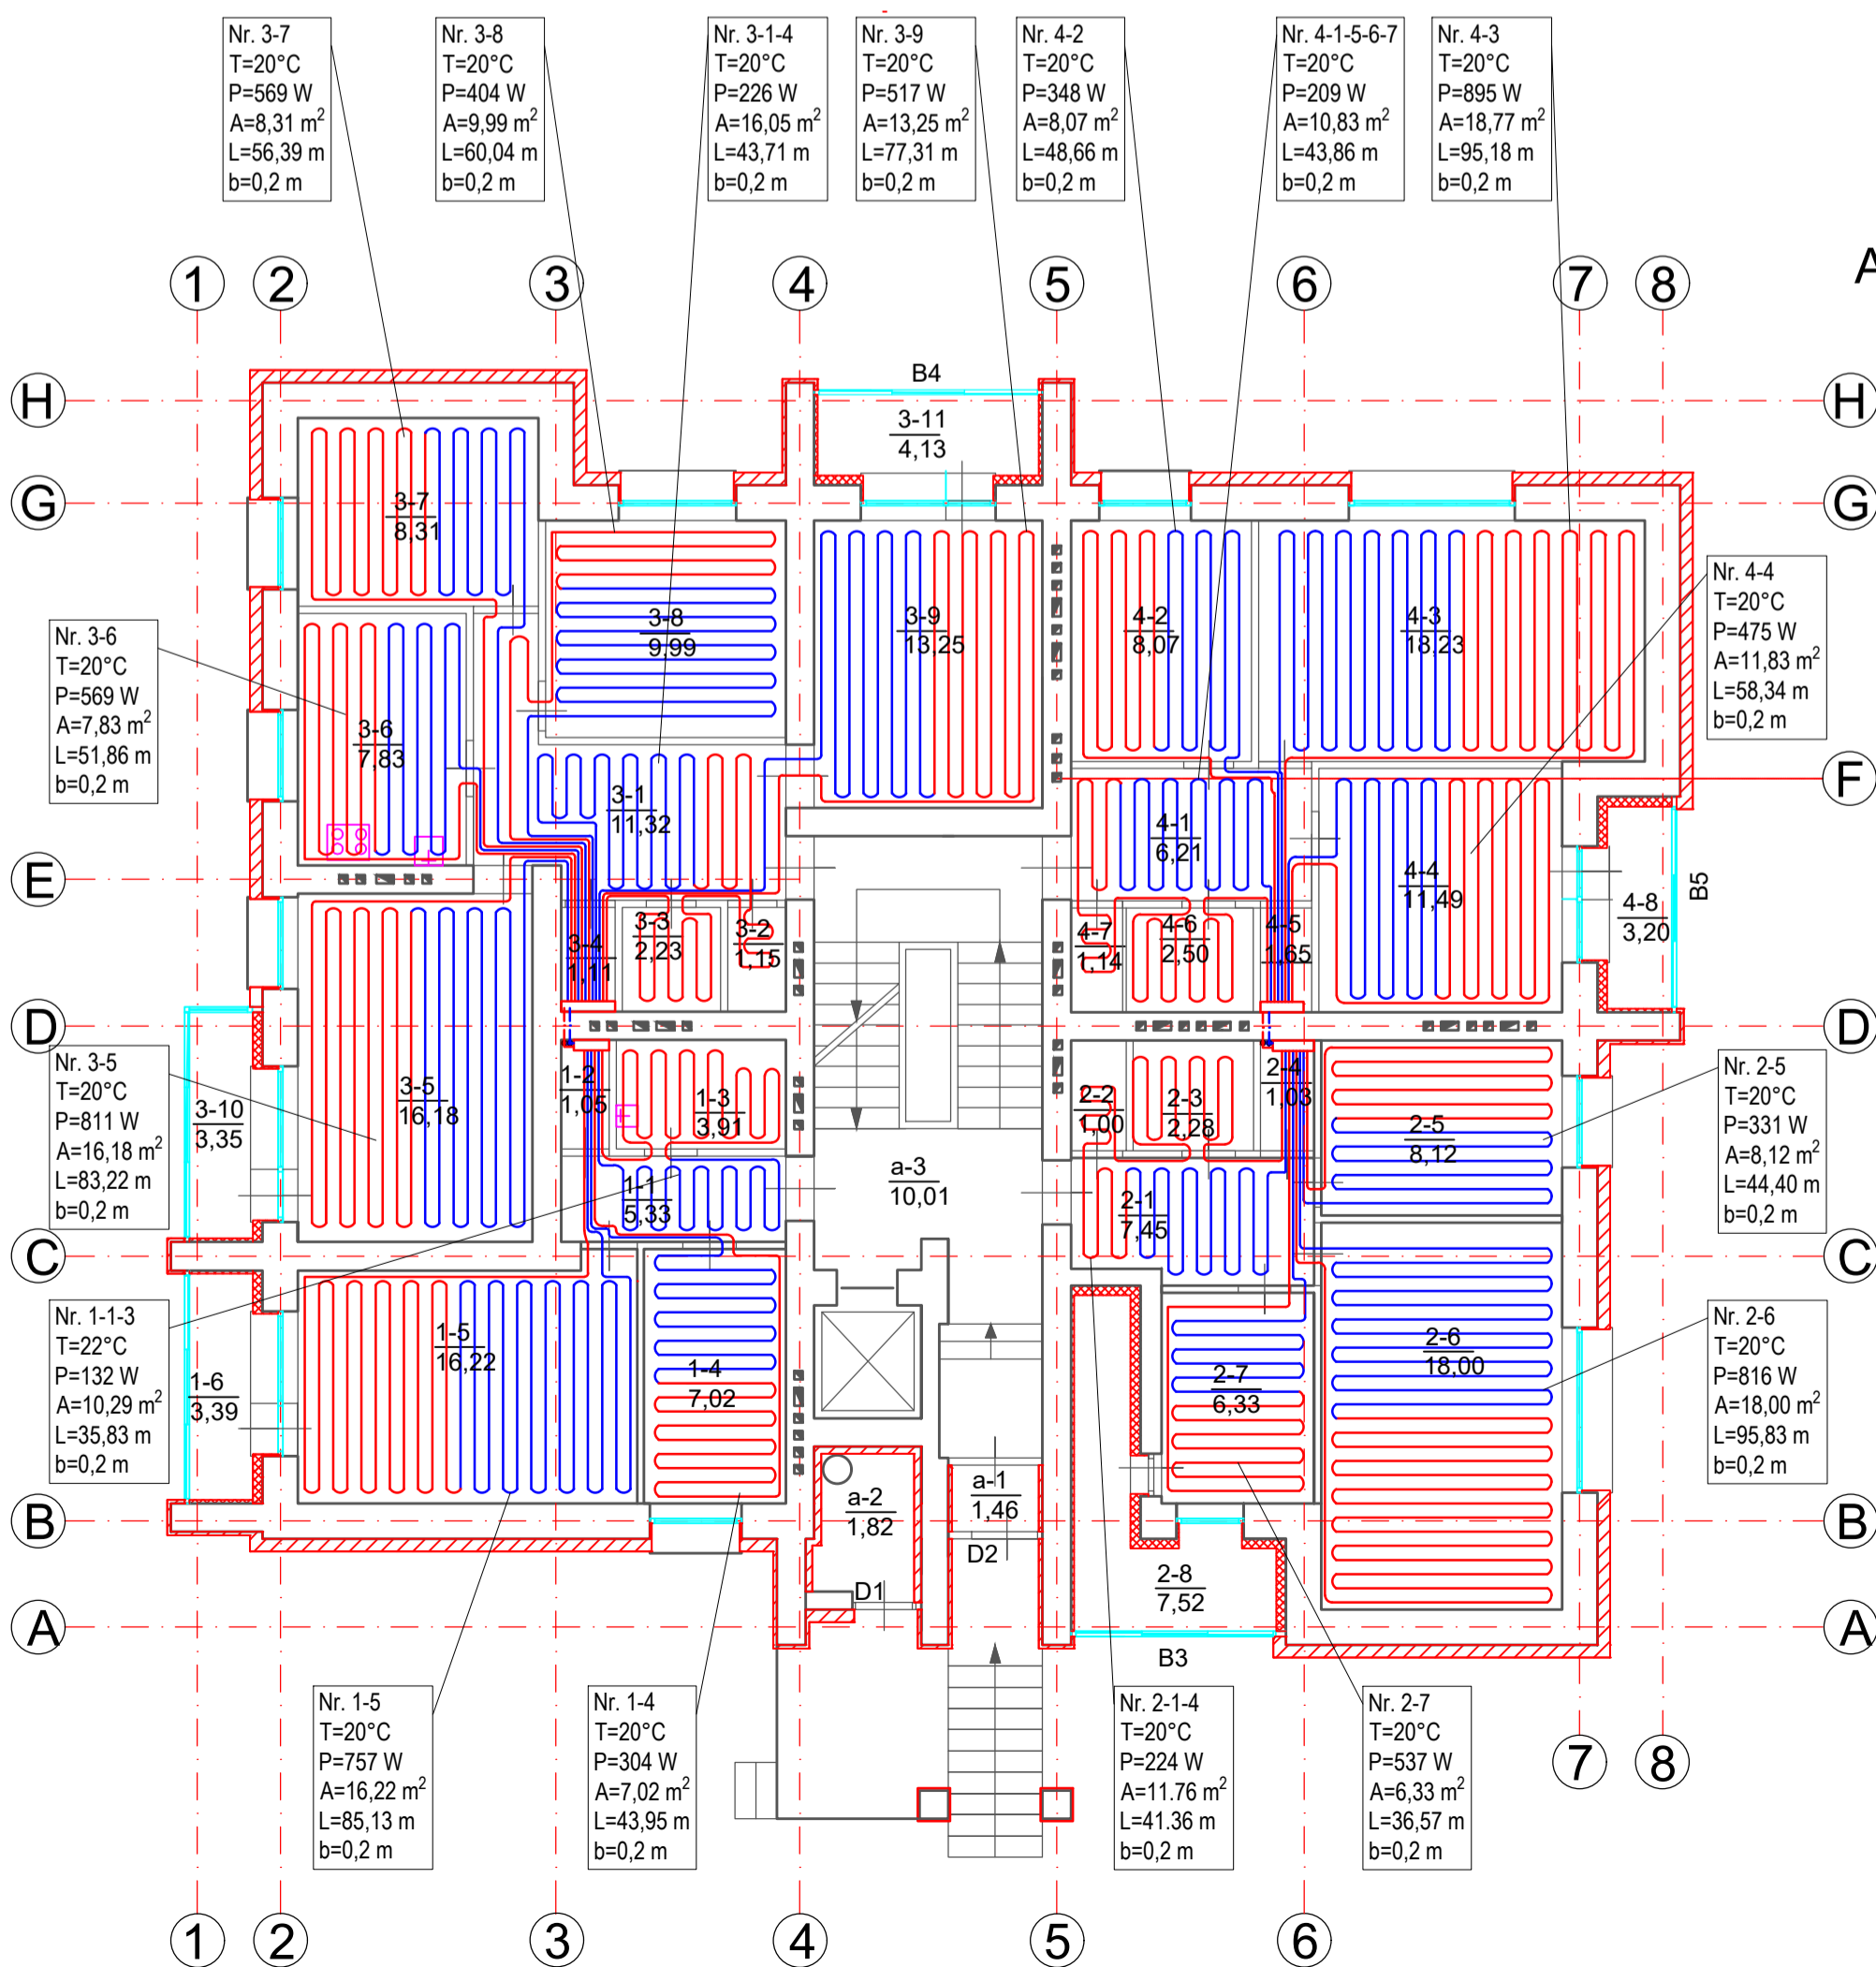 Nr. 3-7
T=20°C
P=569 W
A=8,31 m²
L=56,39 m
b=0,2 m
Nr. 3-8
T=20°C
P=404 W
A=9,99 m²
L=60,04 m
b=0,2 m
Nr. 3-1-4
T=20°C
P=226 W
A=16,05 m²
L=43,71 m
b=0,2 m
Nr. 3-9
T=20°C
P=517 W
A=13,25 m²
L=77,31 m
b=0,2 m
Nr. 4-2
T=20°C
P=348 W
A=8,07 m²
L=48,66 m
b=0,2 m
Nr. 4-1-5-6-7
T=20°C
P=209 W
A=10,83 m²
L=43,86 m
b=0,2 m
Nr. 4-3
T=20°C
P=895 W
A=18,77 m²
L=95,18 m
b=0,2 m
1
2
3
4
5
6
7
8
A
H
B4
H
3-11
4,13
G
3-7
8,31
G
Nr. 4-4
T=20°C
P=475 W
A=11,83 m²
L=58,34 m
b=0,2 m
3-8
9,99
3-9
13,25
4-2
8,07
4-3
18,23
Nr. 3-6
T=20°C
P=569 W
A=7,83 m²
L=51,86 m
b=0,2 m
3-6
7,83
3-1
11,32
4-1
6,21
F
E
4-4
11,49
B5
E
4-8
3,20
3-4
1,11
3-3
2,23
3-2
1,15
4-7
1,14
4-6
2,50
4-5
1,65
D
D
Nr. 3-5
T=20°C
P=811 W
A=16,18 m²
L=83,22 m
b=0,2 m
3-10
3,35
3-5
16,18
1-2
1,05
1-3
3,91
2-2
1,00
2-3
2,28
2-4
1,03
2-5
8,12
Nr. 2-5
T=20°C
P=331 W
A=8,12 m²
L=44,40 m
b=0,2 m
a-3
10,01
1-1
5,33
2-1
7,45
C
C
Nr. 1-1-3
T=22°C
P=132 W
A=10,29 m²
L=35,83 m
b=0,2 m
1-6
3,39
1-5
16,22
1-4
7,02
2-7
6,33
2-6
18,00
Nr. 2-6
T=20°C
P=816 W
A=18,00 m²
L=95,83 m
b=0,2 m
B
a-2
1,82
a-1
1,46
B
D2
D1
2-8
7,52
A
A
B3
Nr. 1-5
T=20°C
P=757 W
A=16,22 m²
L=85,13 m
b=0,2 m
Nr. 1-4
T=20°C
P=304 W
A=7,02 m²
L=43,95 m
b=0,2 m
Nr. 2-1-4
T=20°C
P=224 W
A=11.76 m²
L=41.36 m
b=0,2 m
Nr. 2-7
T=20°C
P=537 W
A=6,33 m²
L=36,57 m
b=0,2 m
7
8
1
2
3
4
5
6